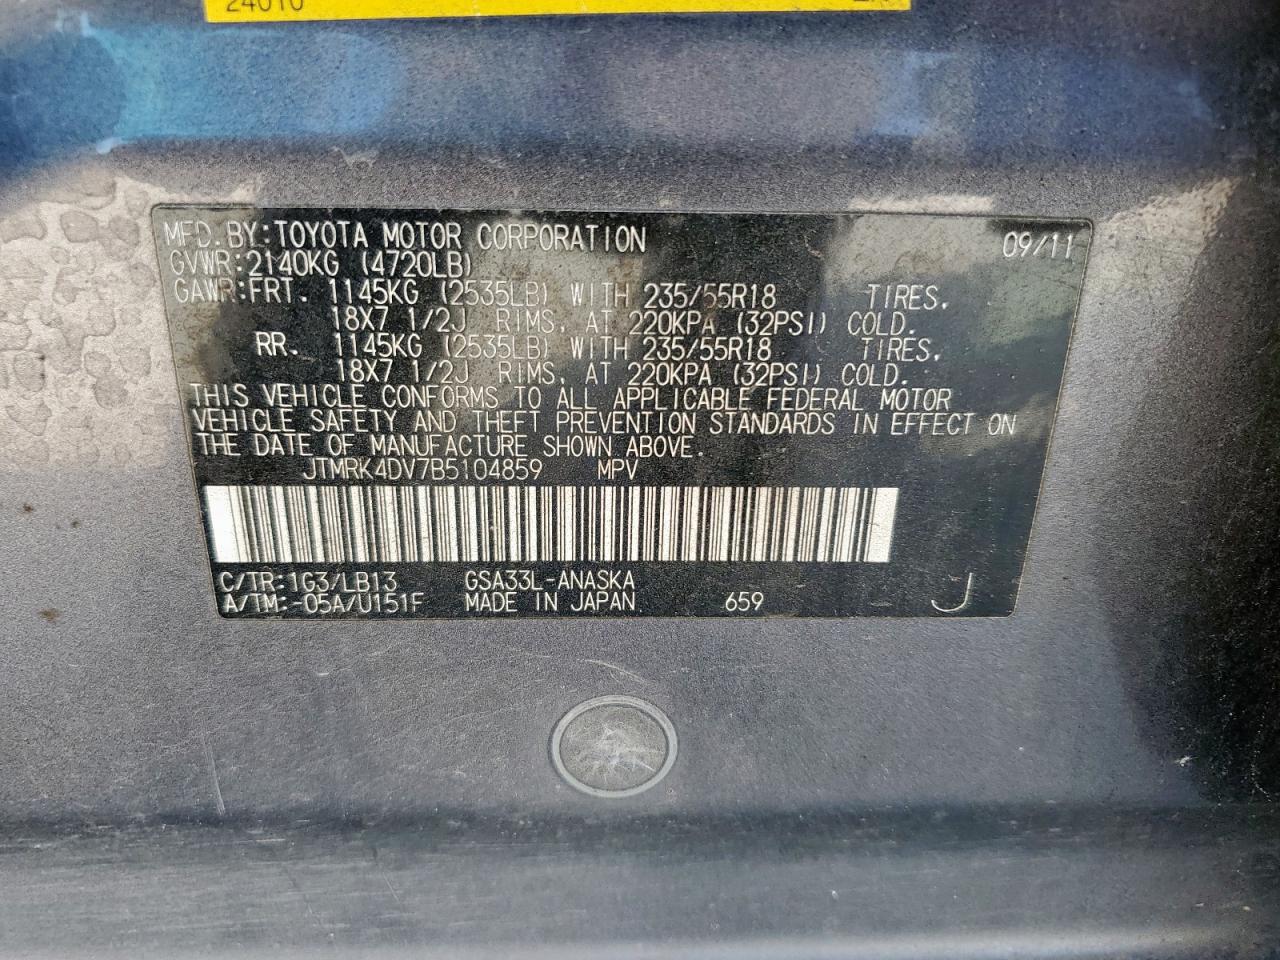 24010
MFD. BY: TOYOTA MOTOR CORPORATION 09/11
GVWR: 2140KG (4720LB)
GAWR: FRT. 1145KG (2535LB) WITH 235/55R18 TIRES,
18X7 1/2J RIMS, AT 220KPA (32PSI) COLD.
RR. 1145KG (2535LB) WITH 235/55R18 TIRES,
18X7 1/2J RIMS, AT 220KPA (32PSI) COLD.
THIS VEHICLE CONFORMS TO ALL APPLICABLE FEDERAL MOTOR
VEHICLE SAFETY AND THEFT PREVENTION STANDARDS IN EFFECT ON
THE DATE OF MANUFACTURE SHOWN ABOVE.
JTMRK4DV7B5104859 MPV
C/TR: 1G3/LB13 GSA33L-ANASKA
A/TM: -05A/U151F MADE IN JAPAN 659 J